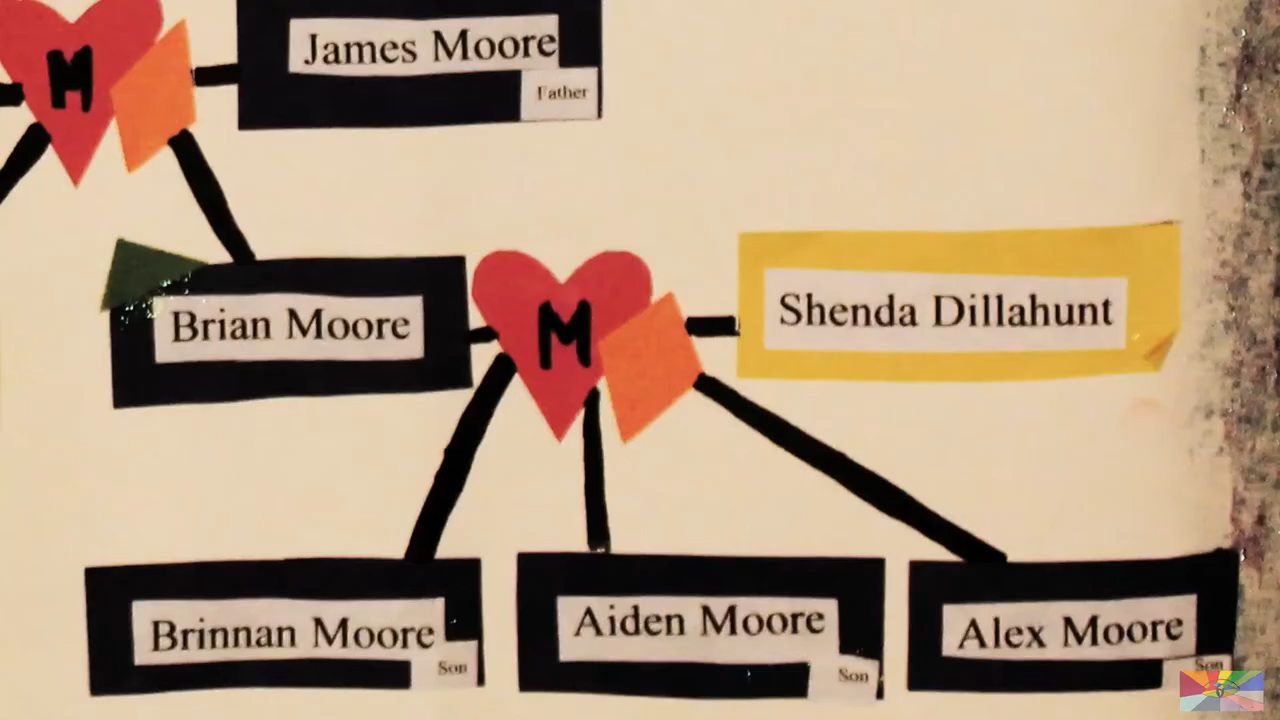 M
James Moore
Father
Brian Moore
M
Shenda Dillahunt
Brinnan Moore
Son
Aiden Moore
Son
Alex Moore
Son